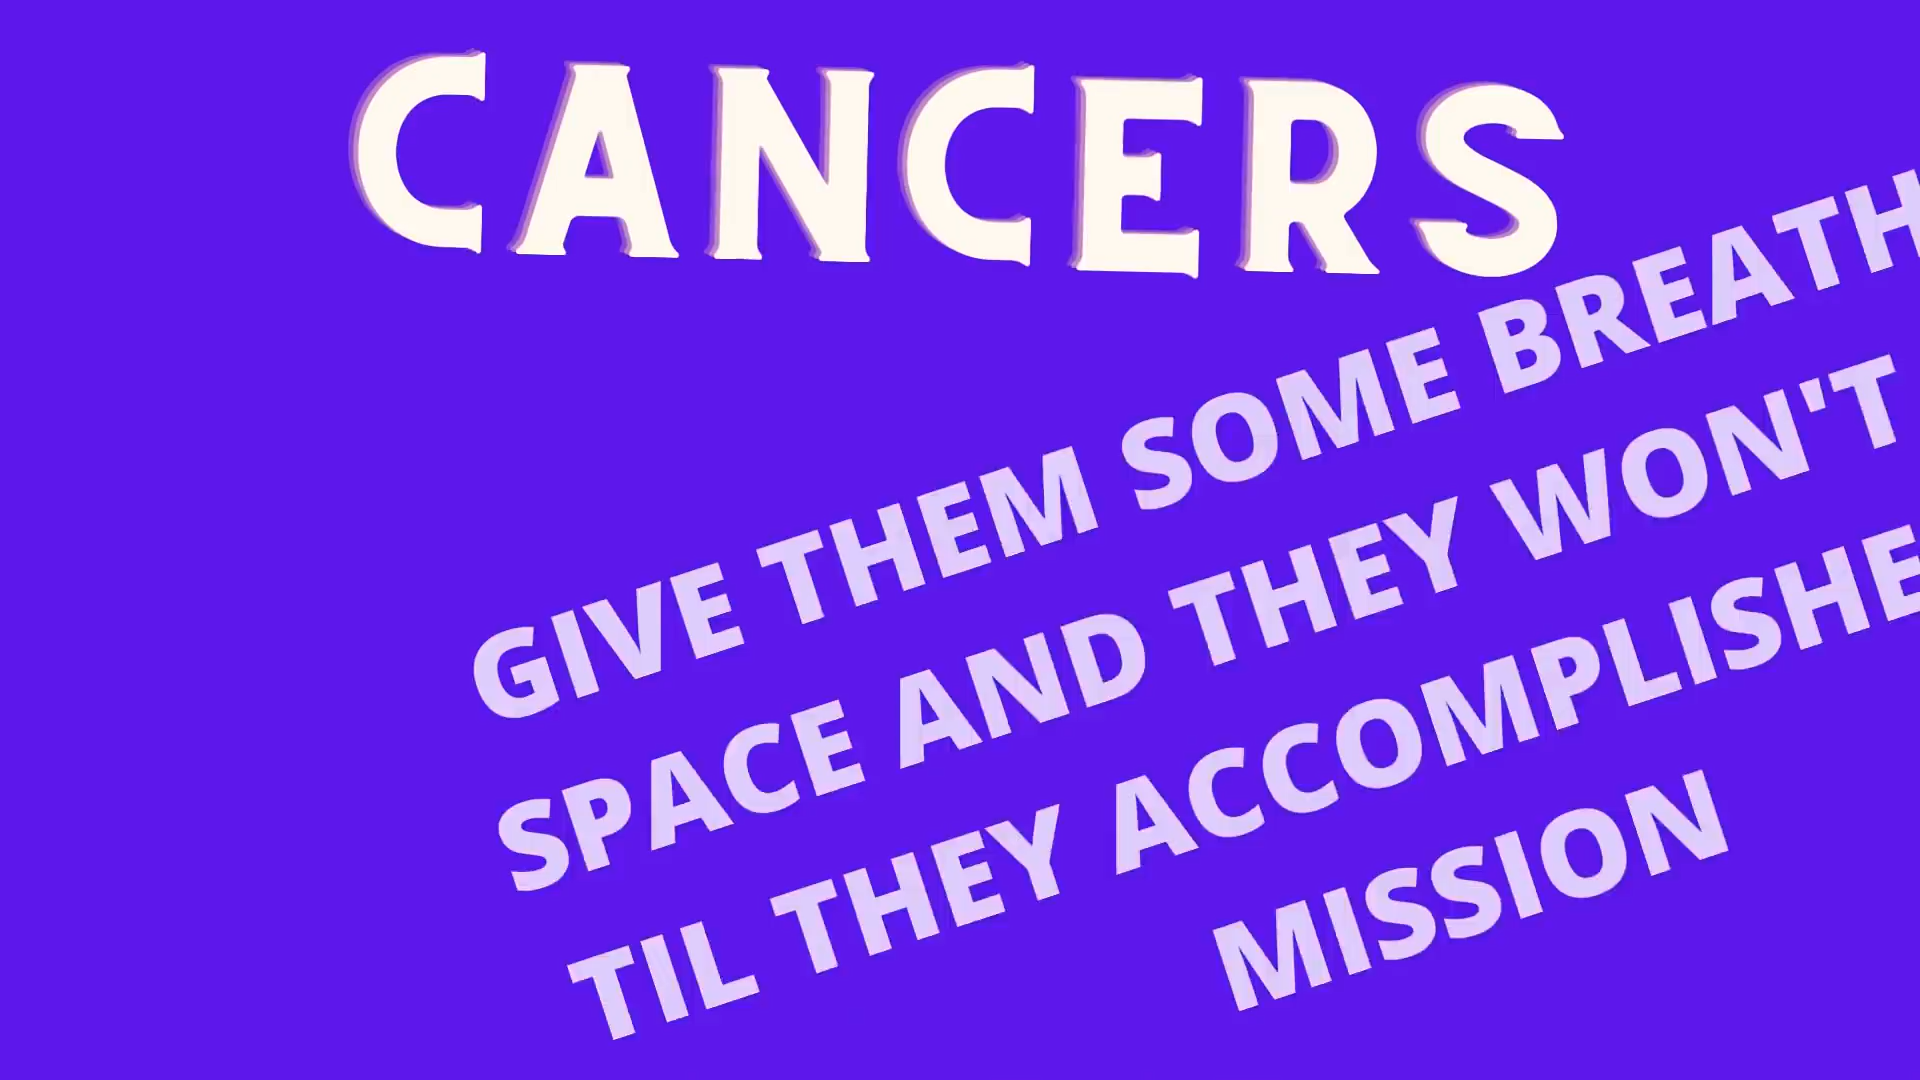 CANCERS
GIVE THEM SOME BREATH
SPACE AND THEY WON'T
TIL THEY ACCOMPLISHE
MISSION